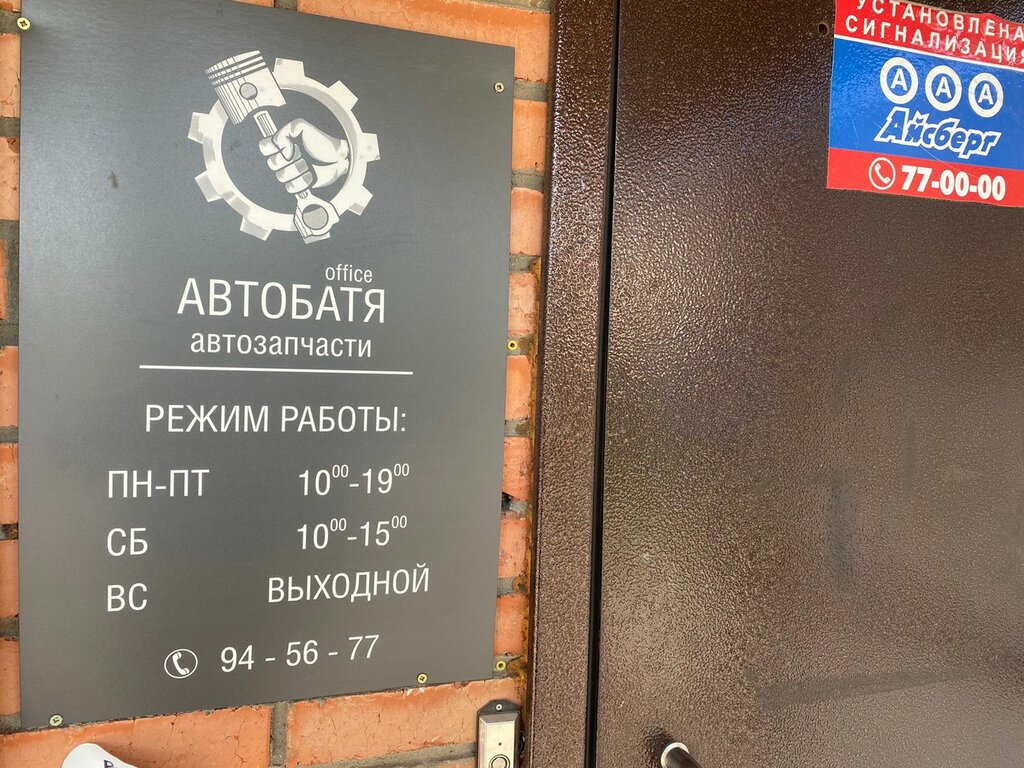 office
АВТОБАТЯ
автозапчасти
РЕЖИМ РАБОТЫ:
ПН-ПТ 10⁰⁰-19⁰⁰
СБ 10⁰⁰-15⁰⁰
ВС ВЫХОДНОЙ
94 - 56 - 77
УСТАНОВЛЕНА
СИГНАЛИЗАЦИЯ
А А А
Айсберг
77-00-00